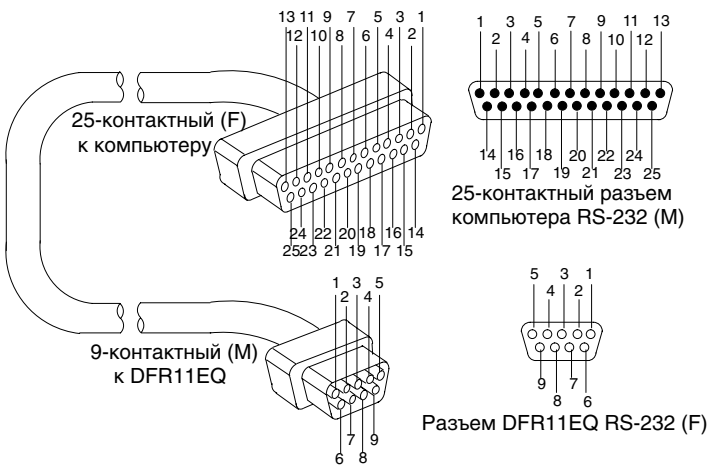 13 11 9 7 5 3 1
12 10 8 6 4 2
25-контактный (F)
к компьютеру
24 22 20 18 16 14
25 23 21 19 17 15
1 3 5 7 9 11 13
2 4 6 8 10 12
14 16 18 20 22 24
15 17 19 21 23 25
25-контактный разъем
компьютера RS-232 (M)
1 3 5
2 4
9-контактный (M)
к DFR11EQ
7 9
6 8
5 3 1
4 2
9 7
8 6
Разъем DFR11EQ RS-232 (F)